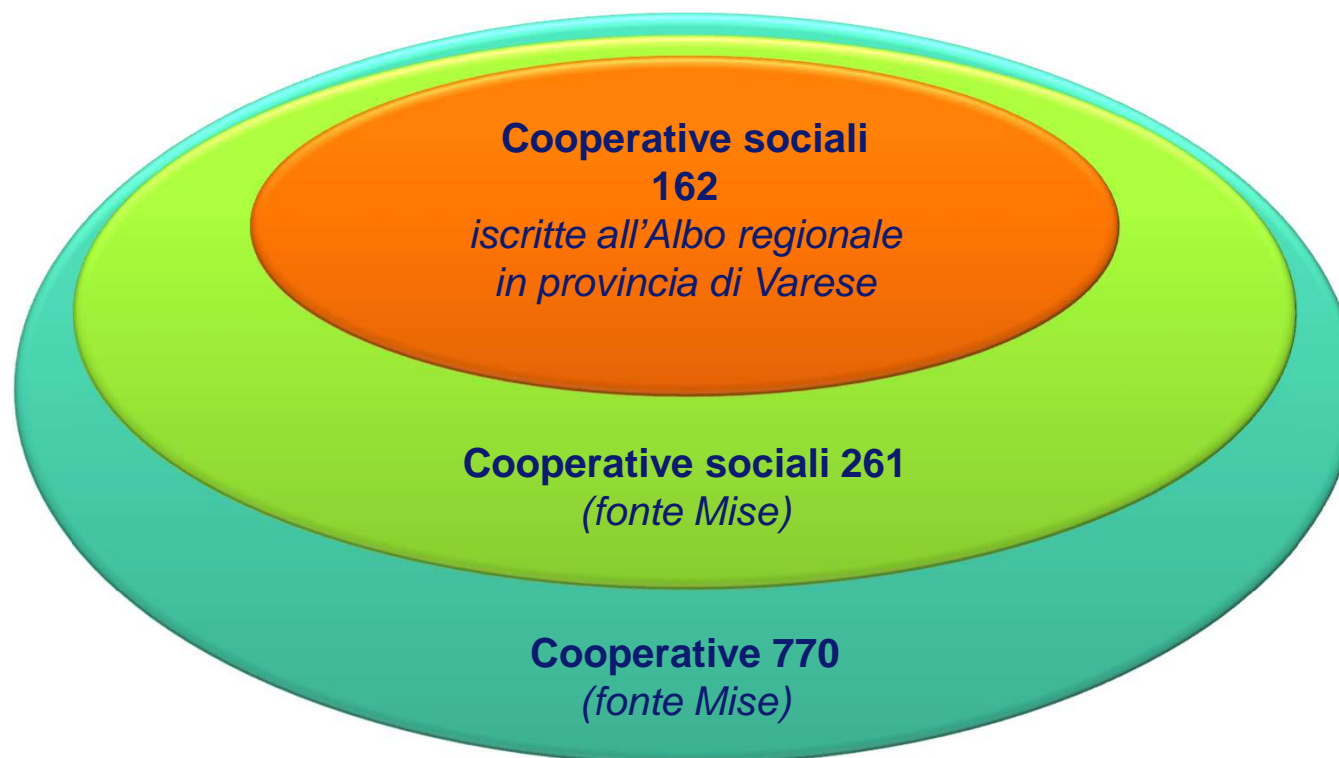 Cooperative sociali
162
iscritte all’Albo regionale
in provincia di Varese
Cooperative sociali 261
(fonte Mise)
Cooperative 770
(fonte Mise)